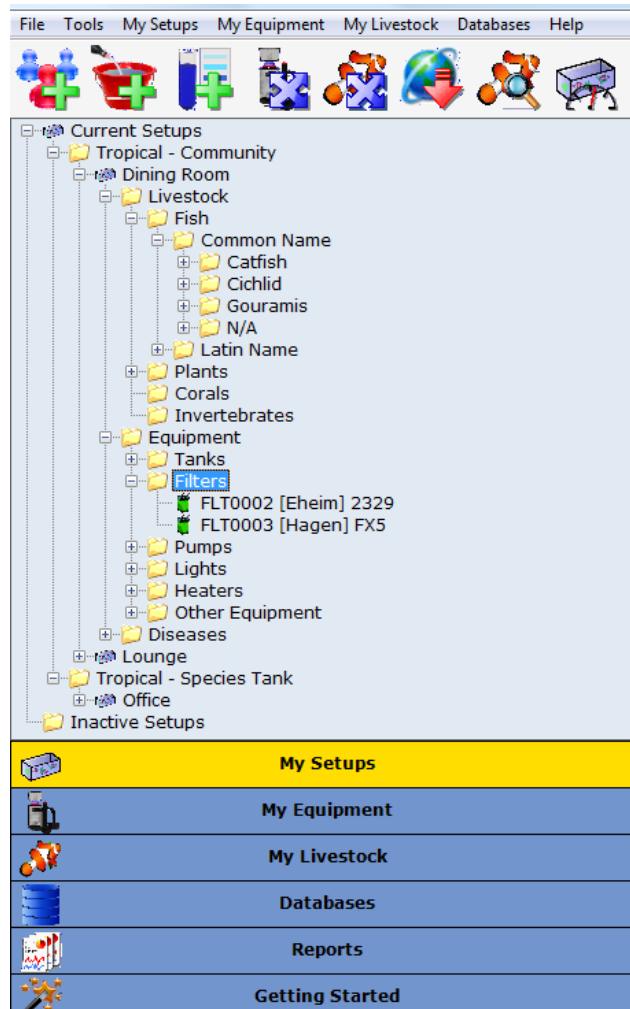 File Tools My Setups My Equipment My Livestock Databases Help
Current Setups
Tropical - Community
Dining Room
Livestock
Fish
Common Name
Catfish
Cichlid
Gouramis
N/A
Latin Name
Plants
Corals
Invertebrates
Equipment
Tanks
Filters
FLT0002 [Eheim] 2329
FLT0003 [Hagen] FX5
Pumps
Lights
Heaters
Other Equipment
Diseases
Lounge
Tropical - Species Tank
Office
Inactive Setups
My Setups
My Equipment
My Livestock
Databases
Reports
Getting Started